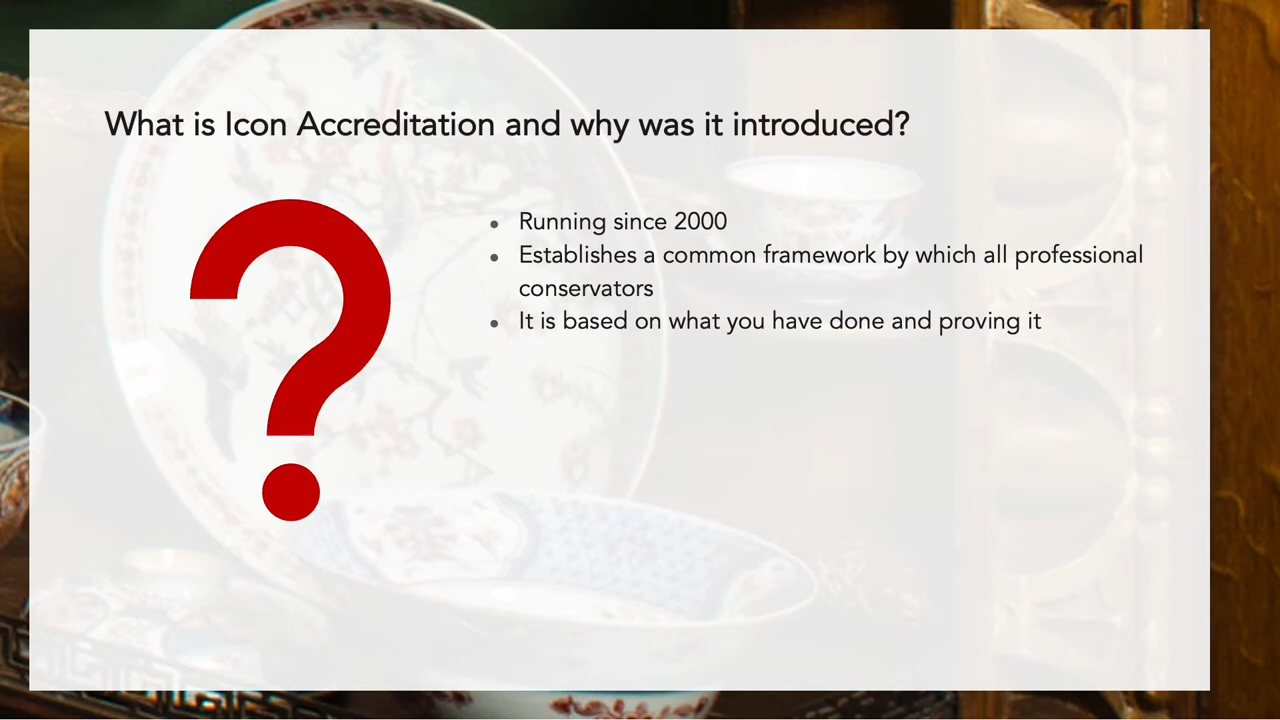 What is Icon Accreditation and why was it introduced?
Running since 2000
Establishes a common framework by which all professional
conservators
It is based on what you have done and proving it